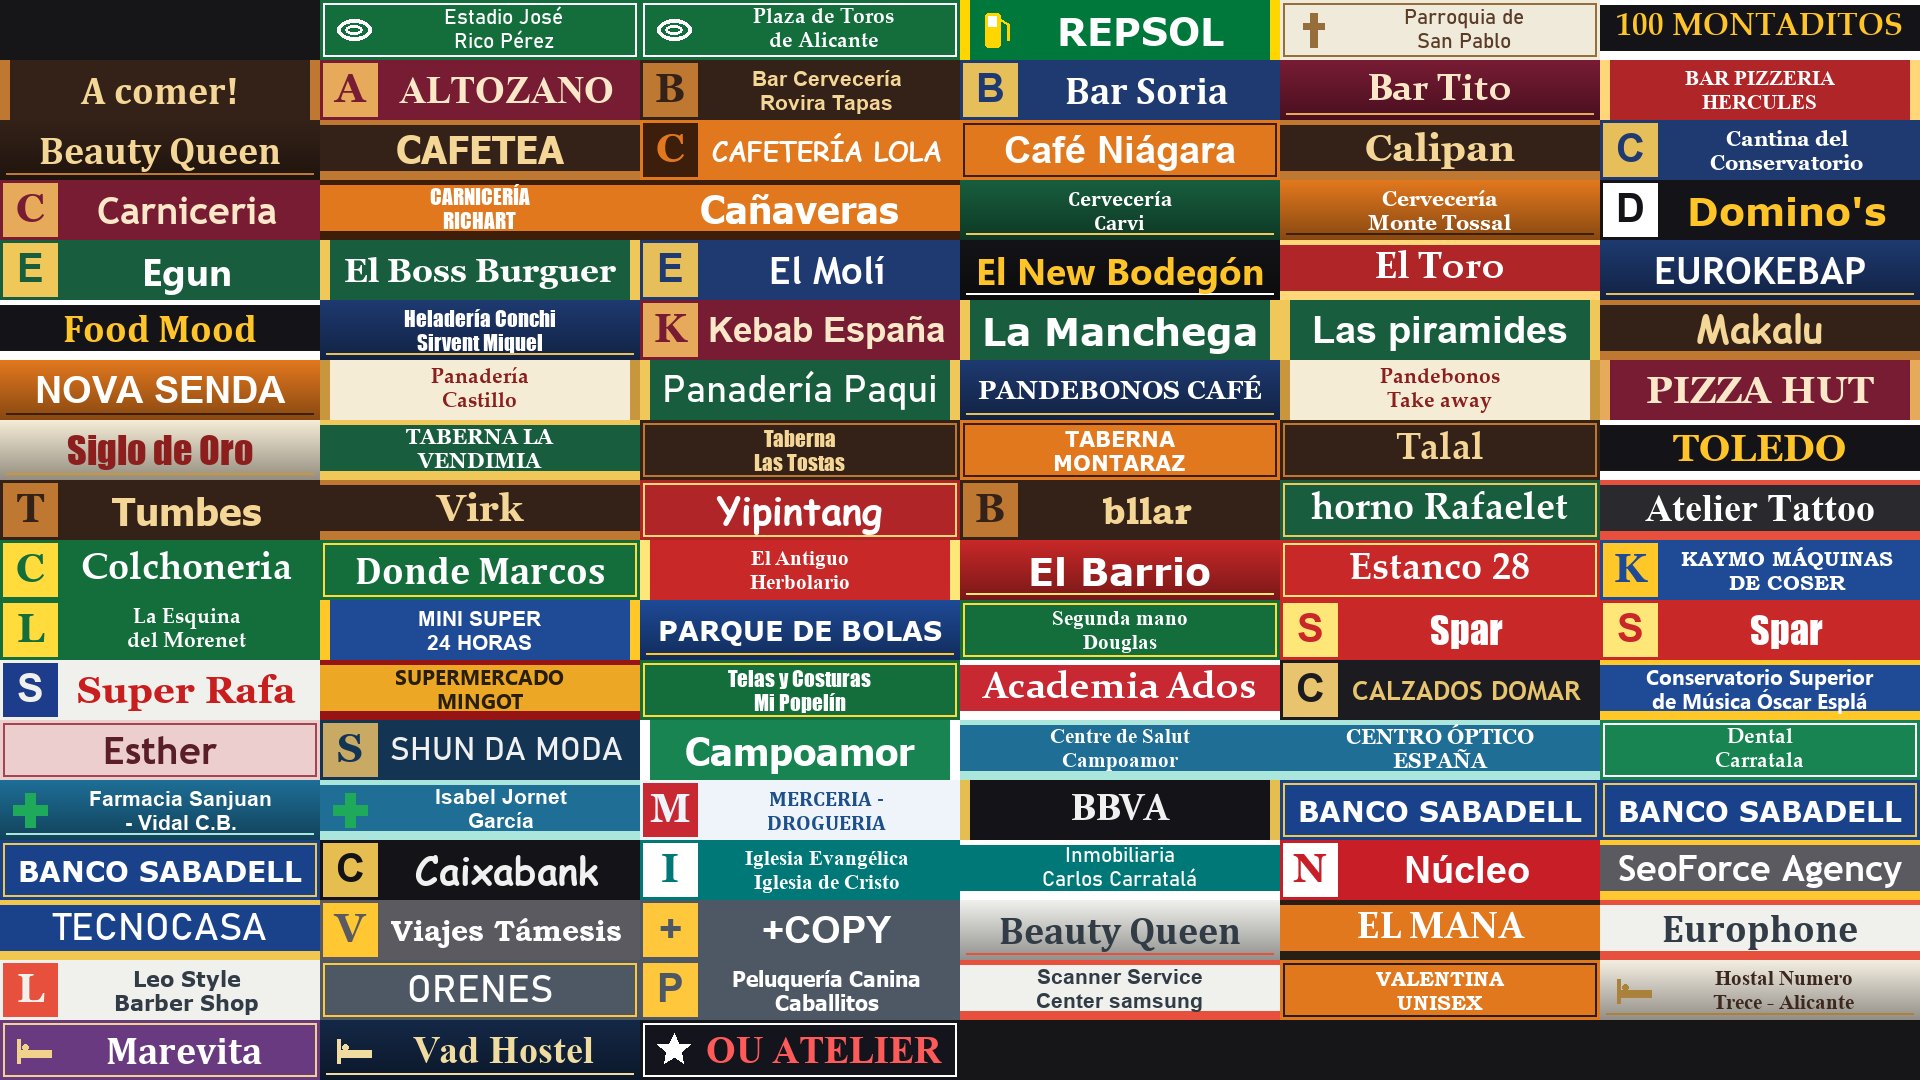 Estadio José
Rico Pérez
Plaza de Toros
de Alicante
REPSOL
Parroquia de
San Pablo
100 MONTADITOS
A comer!
A ALTOZANO
B Bar Cervecería
Rovira Tapas
B Bar Soria
Bar Tito
BAR PIZZERIA
HERCULES
Beauty Queen
CAFETEA
C CAFETERÍA LOLA
Café Niágara
Calipan
C Cantina del
Conservatorio
C Carniceria
CARNICERÍA
RICHART
Cañaveras
Cervecería
Carvi
Cervecería
Monte Tossal
D Domino's
E Egun
El Boss Burguer
E El Molí
El New Bodegón
El Toro
EUROKEBAP
Food Mood
Heladería Conchi
Sirvent Miquel
K Kebab España
La Manchega
Las piramides
Makalu
NOVA SENDA
Panadería
Castillo
Panadería Paqui
PANDEBONOS CAFÉ
Pandebonos
Take away
PIZZA HUT
Siglo de Oro
TABERNA LA
VENDIMIA
Taberna
Las Tostas
TABERNA
MONTARAZ
Talal
TOLEDO
T Tumbes
Virk
Yipintang
B bllar
horno Rafaelet
Atelier Tattoo
C Colchoneria
Donde Marcos
El Antiguo
Herbolario
El Barrio
Estanco 28
K KAYMO MÁQUINAS
DE COSER
L La Esquina
del Morenet
MINI SUPER
24 HORAS
PARQUE DE BOLAS
Segunda mano
Douglas
S Spar
S Spar
S Super Rafa
SUPERMERCADO
MINGOT
Telas y Costuras
Mi Popelín
Academia Ados
C CALZADOS DOMAR
Conservatorio Superior
de Música Óscar Esplá
Esther
S SHUN DA MODA
Campoamor
Centre de Salut
Campoamor
CENTRO ÓPTICO
ESPAÑA
Dental
Carratala
Farmacia Sanjuan
- Vidal C.B.
Isabel Jornet
García
M MERCERIA -
DROGUERIA
BBVA
BANCO SABADELL
BANCO SABADELL
BANCO SABADELL
C Caixabank
I Iglesia Evangélica
Iglesia de Cristo
Inmobiliaria
Carlos Carratalá
N Núcleo
SeoForce Agency
TECNOCASA
V Viajes Támesis
+ +COPY
Beauty Queen
EL MANA
Europhone
L Leo Style
Barber Shop
ORENES
P Peluquería Canina
Caballitos
Scanner Service
Center samsung
VALENTINA
UNISEX
Hostal Numero
Trece - Alicante
Marevita
Vad Hostel
OU ATELIER